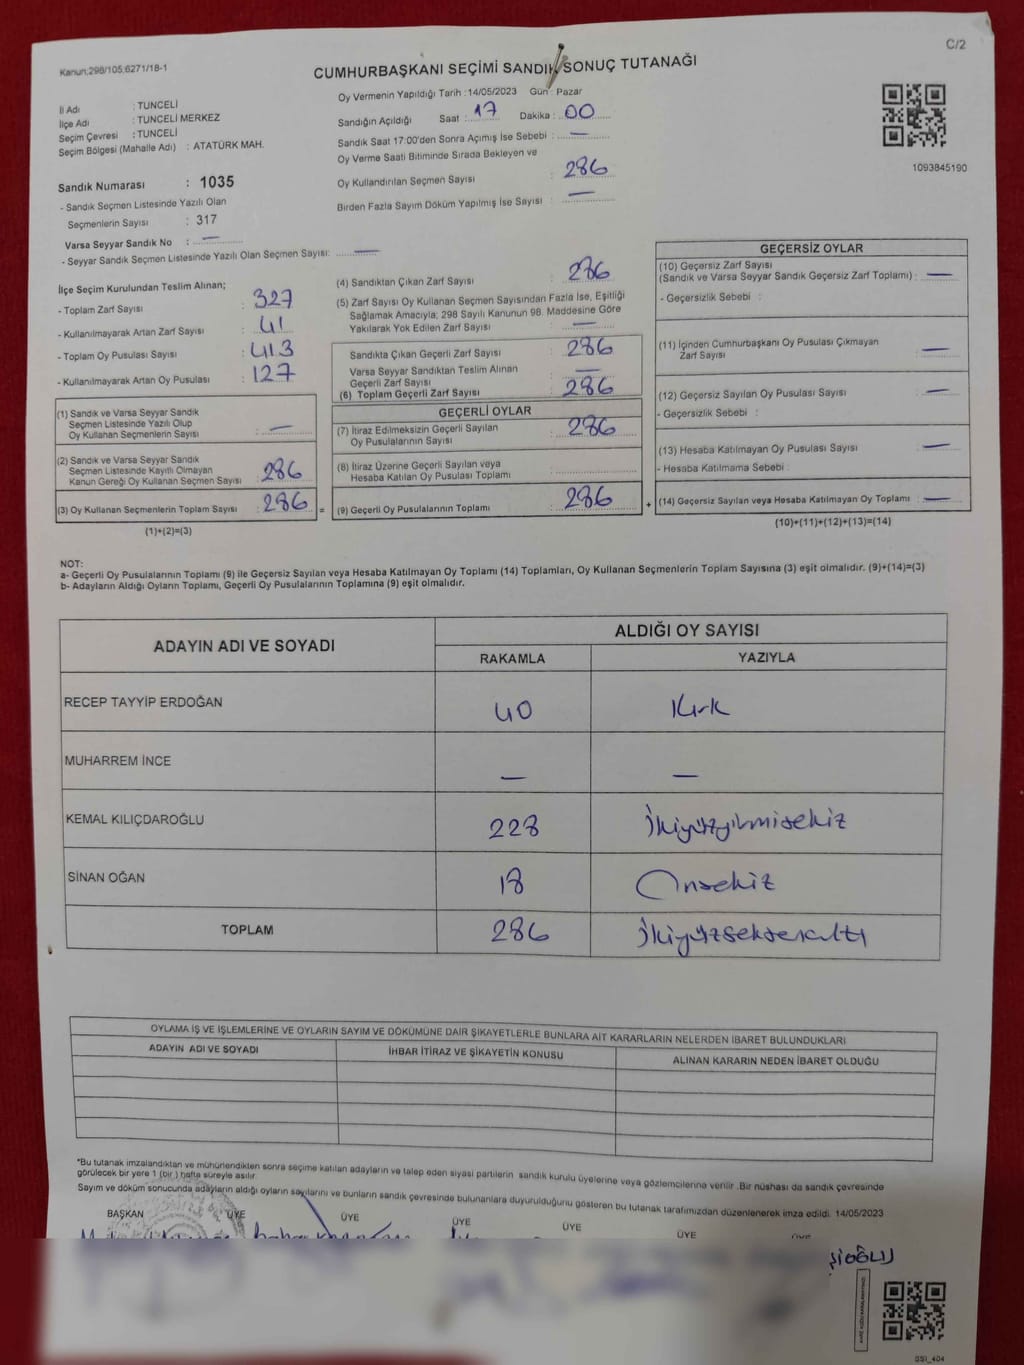 C/2
Kanun;298/105;6271/18-1
CUMHURBAŞKANI SEÇİMİ SANDIK SONUÇ TUTANAĞI
Oy Vermenin Yapıldığı Tarih :14/05/2023 Gün : Pazar
İl Adı : TUNCELİ
İlçe Adı : TUNCELİ MERKEZ
Seçim Çevresi : TUNCELİ
Seçim Bölgesi (Mahalle Adı) : ATATÜRK MAH.
Sandığın Açıldığı Saat : 17 Dakika : 00
Sandık Saat 17:00'den Sonra Açımış İse Sebebi : —
Oy Verme Saati Bitiminde Sırada Bekleyen ve
Oy Kullandırılan Seçmen Sayısı : 286
Birden Fazla Sayım Döküm Yapılmış İse Sayısı : —
1093845190
Sandık Numarası : 1035
- Sandık Seçmen Listesinde Yazılı Olan
Seçmenlerin Sayısı : 317
Varsa Seyyar Sandık No : —
- Seyyar Sandık Seçmen Listesinde Yazılı Olan Seçmen Sayısı: —
İlçe Seçim Kurulundan Teslim Alınan;
- Toplam Zarf Sayısı : 327
- Kullanılmayarak Artan Zarf Sayısı : 41
- Toplam Oy Pusulası Sayısı : 413
- Kullanılmayarak Artan Oy Pusulası : 127
(1) Sandık ve Varsa Seyyar Sandık
Seçmen Listesinde Yazılı Olup
Oy Kullanan Seçmenlerin Sayısı : —
(2) Sandık ve Varsa Seyyar Sandık
Seçmen Listesinde Kayıtlı Olmayan
Kanun Gereği Oy Kullanan Seçmen Sayısı : 286
(3) Oy Kullanan Seçmenlerin Toplam Sayısı : 286 =
(1)+(2)=(3)
(4) Sandıktan Çıkan Zarf Sayısı : 286
(5) Zarf Sayısı Oy Kullanan Seçmen Sayısından Fazla İse, Eşitliği
Sağlamak Amacıyla; 298 Sayılı Kanunun 98. Maddesine Göre
Yakılarak Yok Edilen Zarf Sayısı : —
Sandıkta Çıkan Geçerli Zarf Sayısı : 286
Varsa Seyyar Sandıktan Teslim Alınan
Geçerli Zarf Sayısı : —
(6) Toplam Geçerli Zarf Sayısı : 286
GEÇERLİ OYLAR
(7) İtiraz Edilmeksizin Geçerli Sayılan
Oy Pusulalarının Sayısı : 286
(8) İtiraz Üzerine Geçerli Sayılan veya
Hesaba Katılan Oy Pusulası Toplamı :
(9) Geçerli Oy Pusulalarının Toplamı : 286 +
GEÇERSİZ OYLAR
(10) Geçersiz Zarf Sayısı
(Sandık ve Varsa Seyyar Sandık Geçersiz Zarf Toplamı) : —
- Geçersizlik Sebebi :
(11) İçinden Cumhurbaşkanı Oy Pusulası Çıkmayan
Zarf Sayısı : —
(12) Geçersiz Sayılan Oy Pusulası Sayısı : —
- Geçersizlik Sebebi :
(13) Hesaba Katılmayan Oy Pusulası Sayısı : —
- Hesaba Katılmama Sebebi :
(14) Geçersiz Sayılan veya Hesaba Katılmayan Oy Toplamı : —
(10)+(11)+(12)+(13)=(14)
NOT:
a- Geçerli Oy Pusulalarının Toplamı (9) ile Geçersiz Sayılan veya Hesaba Katılmayan Oy Toplamı (14) Toplamları, Oy Kullanan Seçmenlerin Toplam Sayısına (3) eşit olmalıdır. (9)+(14)=(3)
b- Adayların Aldığı Oyların Toplamı, Geçerli Oy Pusulalarının Toplamına (9) eşit olmalıdır.
ADAYIN ADI VE SOYADI ALDIĞI OY SAYISI
RAKAMLA YAZIYLA
RECEP TAYYİP ERDOĞAN 40 Kırk
MUHARREM İNCE — —
KEMAL KILIÇDAROĞLU 228 İkiyüzyirmisekiz
SİNAN OĞAN 18 Onsekiz
TOPLAM 286 İkiyüzseksenaltı
OYLAMA İŞ VE İŞLEMLERİNE VE OYLARIN SAYIM VE DÖKÜMÜNE DAİR ŞİKAYETLERLE BUNLARA AİT KARARLARIN NELERDEN İBARET BULUNDUKLARI
ADAYIN ADI VE SOYADI İHBAR İTİRAZ VE ŞİKAYETİN KONUSU ALINAN KARARIN NEDEN İBARET OLDUĞU
*Bu tutanak imzalandıktan ve mühürlendikten sonra seçime katılan adayların ve talep eden siyasi partilerin sandık kurulu üyelerine veya gözlemcilerine verilir .Bir nüshası da sandık çevresinde
görülecek bir yere 1 (bir ) hafta süreyle asılır.
Sayım ve döküm sonucunda adayların aldığı oyların sayılarını ve bunların sandık çevresinde bulunanlara duyurulduğunu gösteren bu tutanak tarafımızdan düzenlenerek imza edildi. 14/05/2023
BAŞKAN ÜYE ÜYE ÜYE ÜYE ÜYE ÜYE